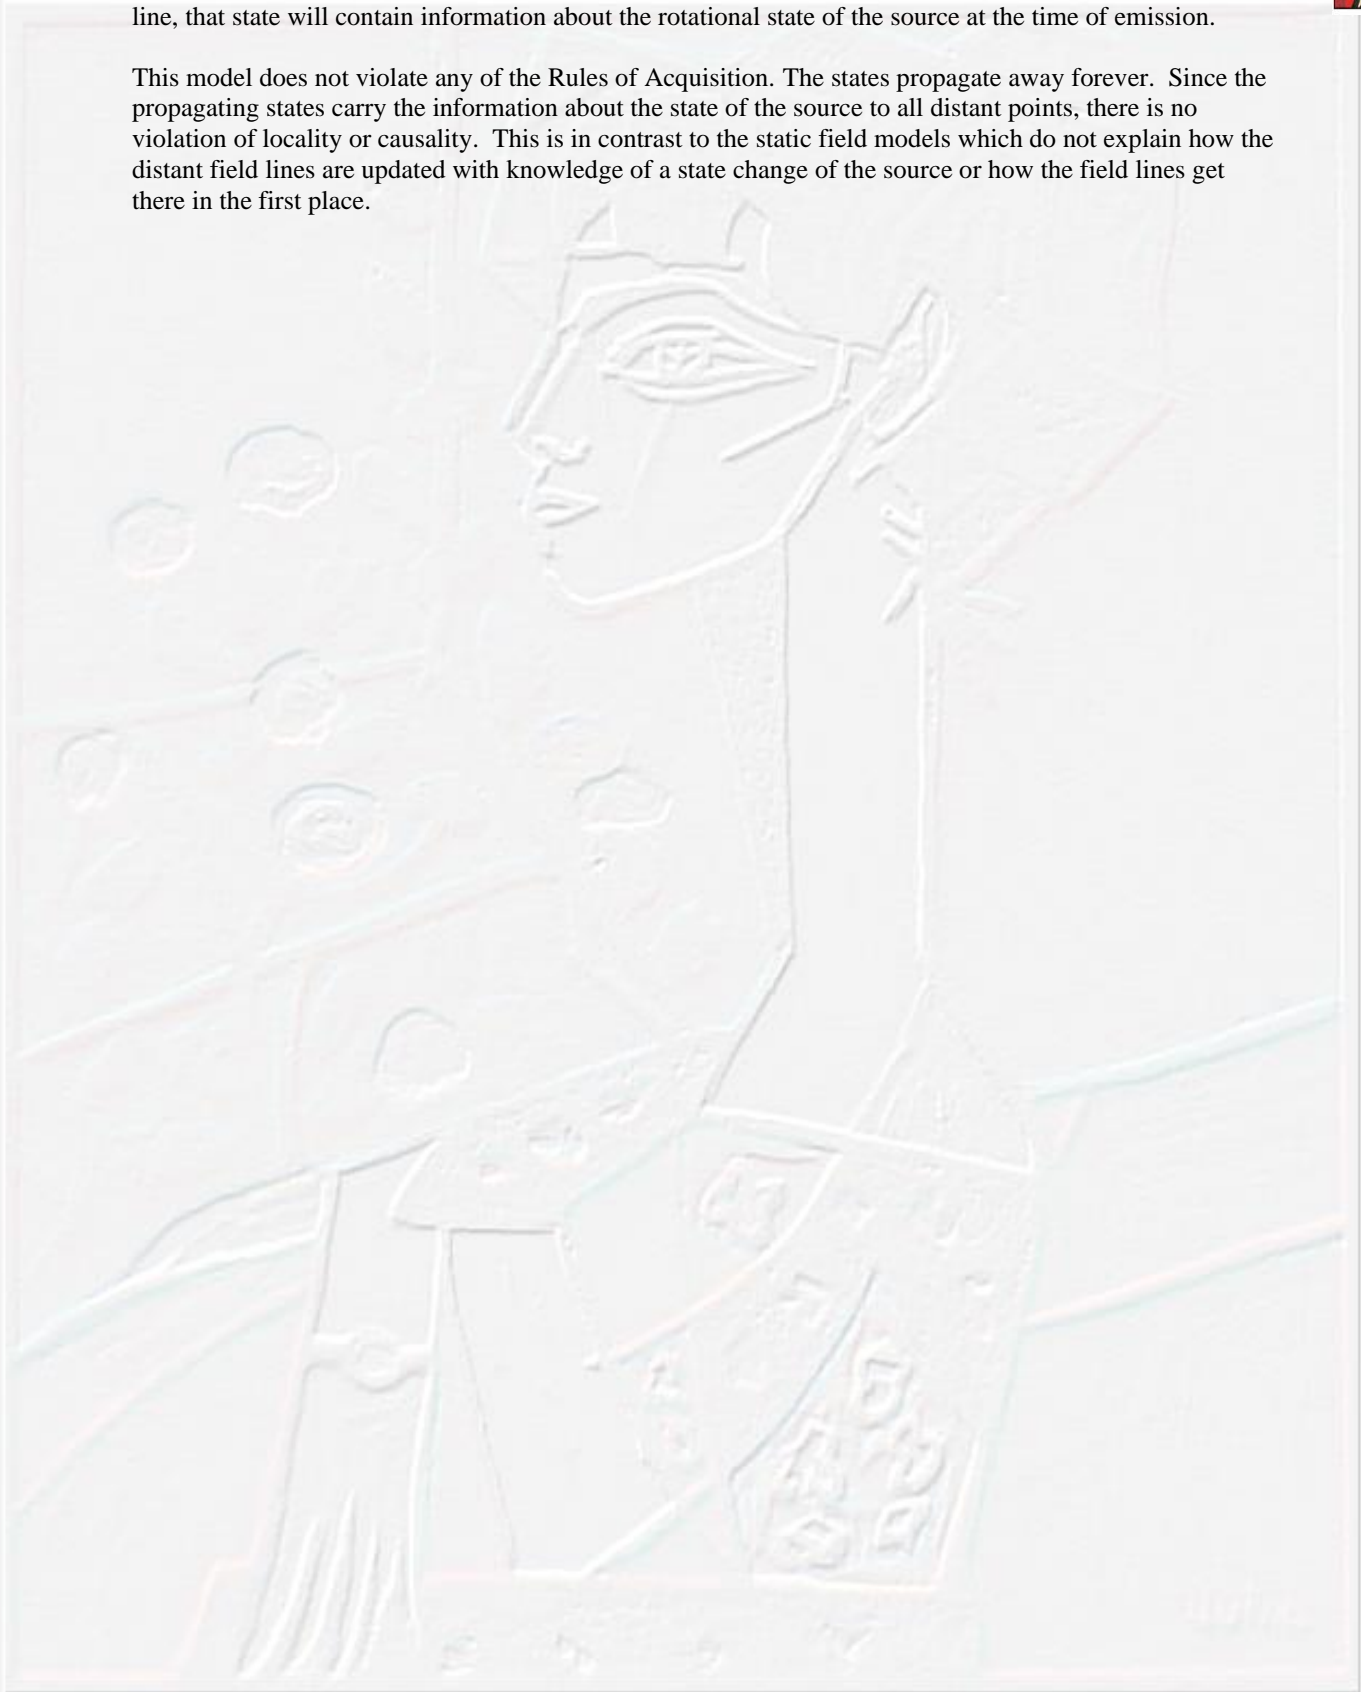 line, that state will contain information about the rotational state of the source at the time of emission.
This model does not violate any of the Rules of Acquisition. The states propagate away forever.  Since the
propagating states carry the information about the state of the source to all distant points, there is no
violation of locality or causality.  This is in contrast to the static field models which do not explain how the
distant field lines are updated with knowledge of a state change of the source or how the field lines get
there in the first place.